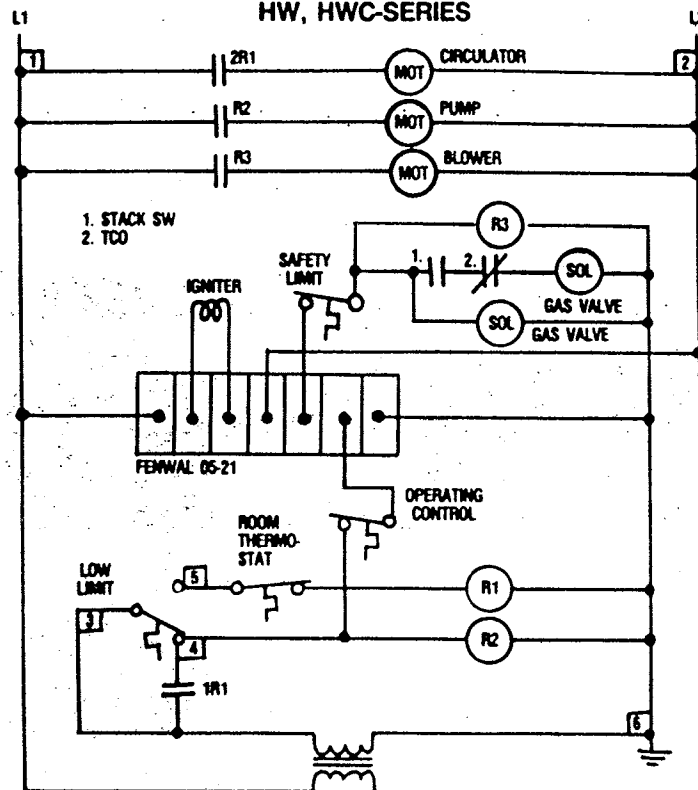 HW, HWC-SERIES
L1
1
2R1
MOT
CIRCULATOR
2
R2
MOT
PUMP
R3
MOT
BLOWER
1. STACK SW
2. TCO
R3
SAFETY
LIMIT
1.
2.
SOL
GAS VALVE
IGNITER
SOL
GAS VALVE
FENWAL 05-21
OPERATING
CONTROL
ROOM
THERMO-
STAT
LOW
LIMIT
5
R1
3
4
R2
1R1
6